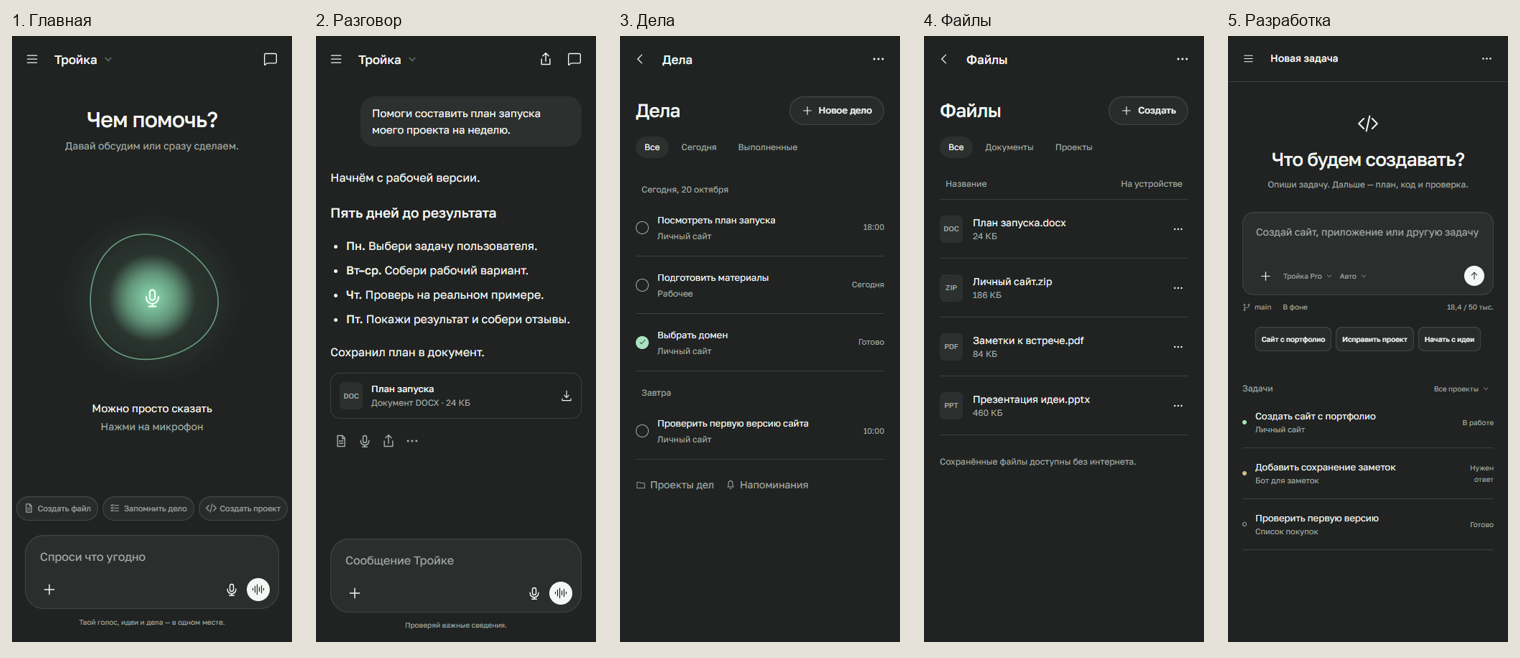 1. Главная
Тройка
Чем помочь?
Давай обсудим или сразу сделаем.
Можно просто сказать
Нажми на микрофон
Создать файл
Запомнить дело
Создать проект
Спроси что угодно
Твой голос, идеи и дела — в одном месте.
2. Разговор
Тройка
Помоги составить план запуска
моего проекта на неделю.
Начнём с рабочей версии.
Пять дней до результата
• Пн. Выбери задачу пользователя.
• Вт–ср. Собери рабочий вариант.
• Чт. Проверь на реальном примере.
• Пт. Покажи результат и собери отзывы.
Сохранил план в документ.
DOC
План запуска
Документ DOCX · 24 КБ
Сообщение Тройке
Проверяй важные сведения.
3. Дела
Дела
Дела
+ Новое дело
Все
Сегодня
Выполненные
Сегодня, 20 октября
Посмотреть план запуска
Личный сайт
18:00
Подготовить материалы
Рабочее
Сегодня
Выбрать домен
Личный сайт
Готово
Завтра
Проверить первую версию сайта
Личный сайт
10:00
Проекты дел
Напоминания
4. Файлы
Файлы
Файлы
+ Создать
Все
Документы
Проекты
Название
На устройстве
DOC
План запуска.docx
24 КБ
ZIP
Личный сайт.zip
186 КБ
PDF
Заметки к встрече.pdf
84 КБ
PPT
Презентация идеи.pptx
460 КБ
Сохранённые файлы доступны без интернета.
5. Разработка
Новая задача
Что будем создавать?
Опиши задачу. Дальше — план, код и проверка.
Создай сайт, приложение или другую задачу
Тройка Pro
Авто
main
В фоне
18,4 / 50 тыс.
Сайт с портфолио
Исправить проект
Начать с идеи
Задачи
Все проекты
Создать сайт с портфолио
Личный сайт
В работе
Добавить сохранение заметок
Бот для заметок
Нужен
ответ
Проверить первую версию
Список покупок
Готово